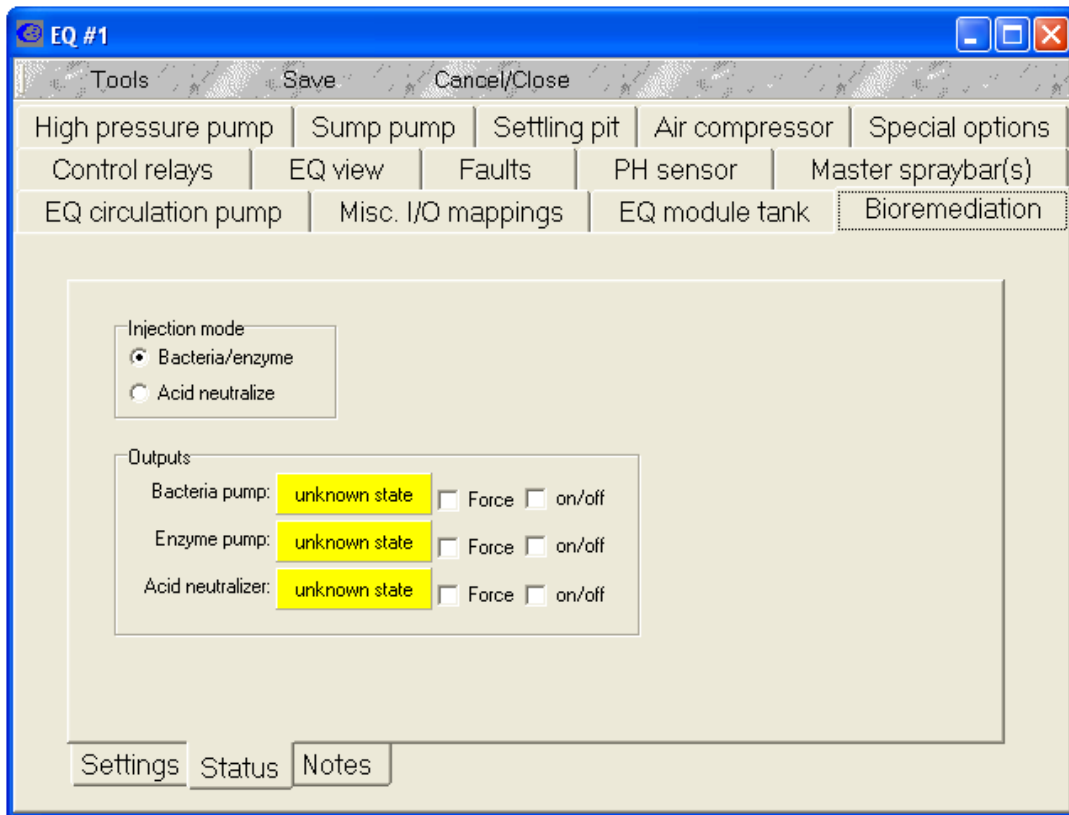 EQ #1
Tools Save Cancel/Close
High pressure pump Sump pump Settling pit Air compressor Special options
Control relays EQ view Faults PH sensor Master spraybar(s)
EQ circulation pump Misc. I/O mappings EQ module tank Bioremediation
Injection mode
Bacteria/enzyme
Acid neutralize
Outputs
Bacteria pump: unknown state Force on/off
Enzyme pump: unknown state Force on/off
Acid neutralizer: unknown state Force on/off
Settings Status Notes